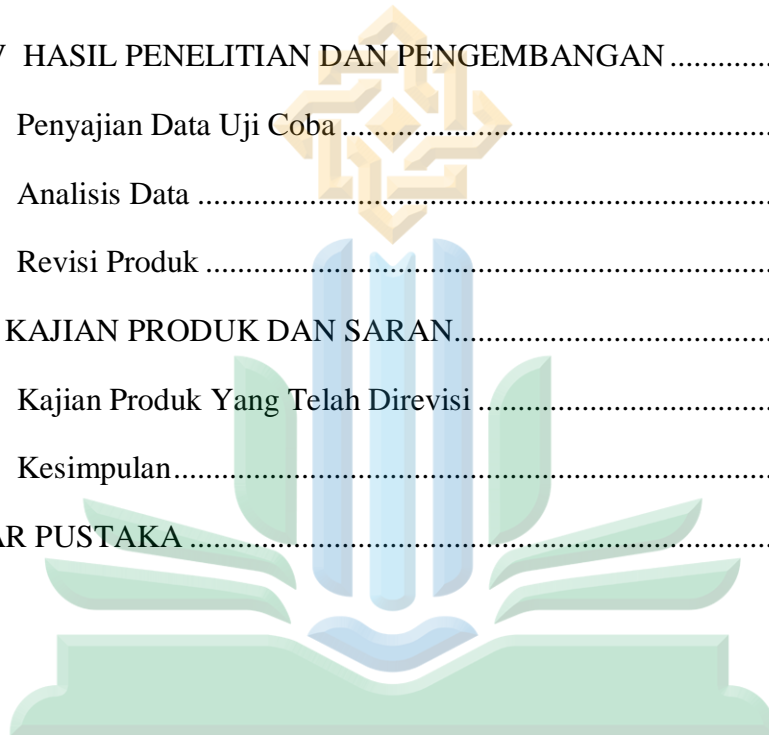 V HASIL PENELITIAN DAN PENGEMBANGAN .............
Penyajian Data Uji Coba .......................................................
Analisis Data .........................................................................
Revisi Produk ........................................................................
KAJIAN PRODUK DAN SARAN........................................
Kajian Produk Yang Telah Direvisi .....................................
Kesimpulan............................................................................
AR PUSTAKA ..........................................................................